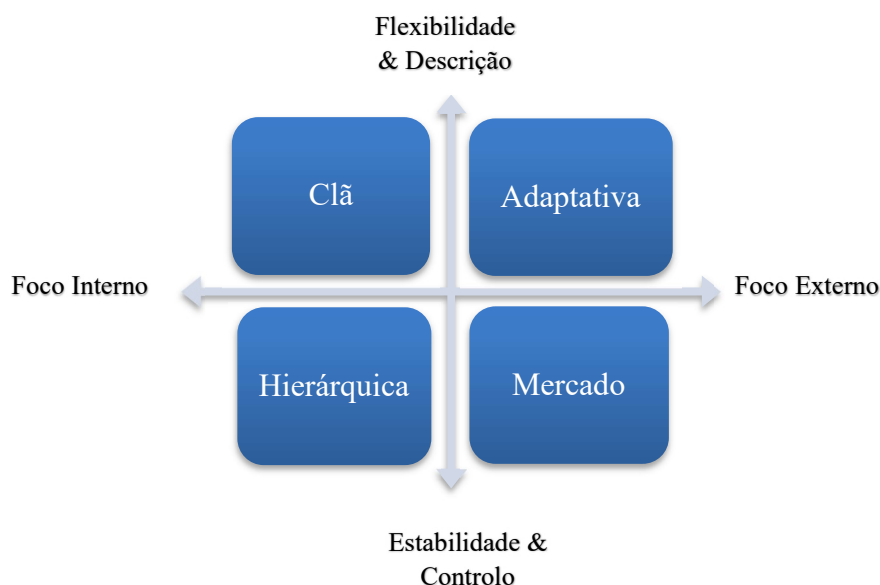 Flexibilidade
& Descrição
Clã
Adaptativa
Foco Interno
Foco Externo
Hierárquica
Mercado
Estabilidade &
Controlo